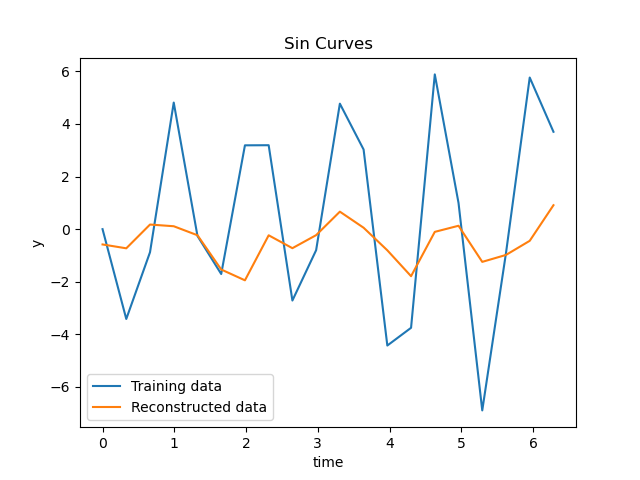 Sin Curves
6
4
2
0
−2
−4
−6
y
Training data
Reconstructed data
0 1 2 3 4 5 6
time